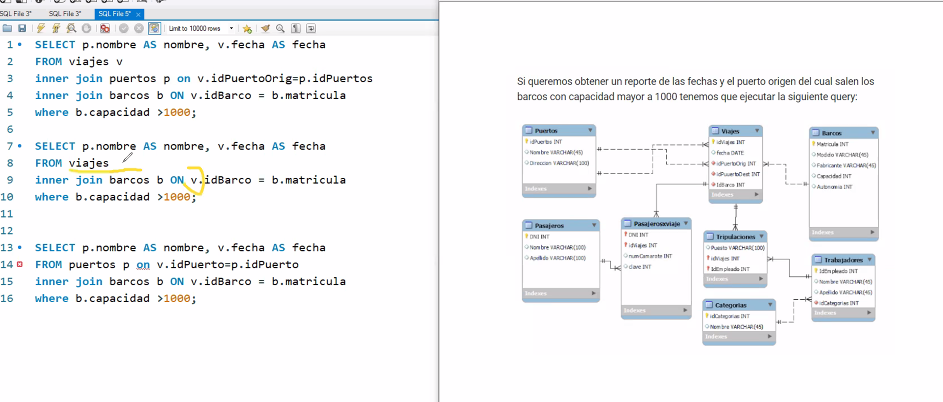 SQL File 3*
SQL File 3*
SQL File 5*
Limit to 10000 rows
1 SELECT p.nombre AS nombre, v.fecha AS fecha
2 FROM viajes v
3 inner join puertos p on v.idPuertoOrig=p.idPuertos
4 inner join barcos b ON v.idBarco = b.matricula
5 where b.capacidad >1000;
6
7 SELECT p.nombre AS nombre, v.fecha AS fecha
8 FROM viajes
9 inner join barcos b ON v.idBarco = b.matricula
10 where b.capacidad >1000;
11
12
13 SELECT p.nombre AS nombre, v.fecha AS fecha
14 FROM puertos p on v.idPuerto=p.idPuerto
15 inner join barcos b ON v.idBarco = b.matricula
16 where b.capacidad >1000;
Si queremos obtener un reporte de las fechas y el puerto origen del cual salen los
barcos con capacidad mayor a 1000 tenemos que ejecutar la siguiente query:
Puertos
idPuertos INT
Nombre VARCHAR(45)
Direccion VARCHAR(100)
Indexes
Viajes
idViajes INT
fecha DATE
idPuertoOrig INT
idPuuertoDest INT
IdBarco INT
Indexes
Barcos
Matricula INT
Modelo VARCHAR(45)
Fabricante VARCHAR(45)
Capacidad INT
Autonomia INT
Indexes
Pasajeros
DNI INT
Nombre VARCHAR(100)
Apellido VARCHAR(100)
Indexes
Pasajerosxviaje
DNI INT
idViajes INT
numCamarote INT
clave INT
Indexes
Tripulaciones
Puesto VARCHAR(100)
idViajes INT
IdEmpleado INT
Indexes
Trabajadores
IdEmpleado INT
Nombre VARCHAR(45)
Apellido VARCHAR(45)
idCategorias INT
Indexes
Categorias
idCategorias INT
Nombre VARCHAR(45)
Indexes